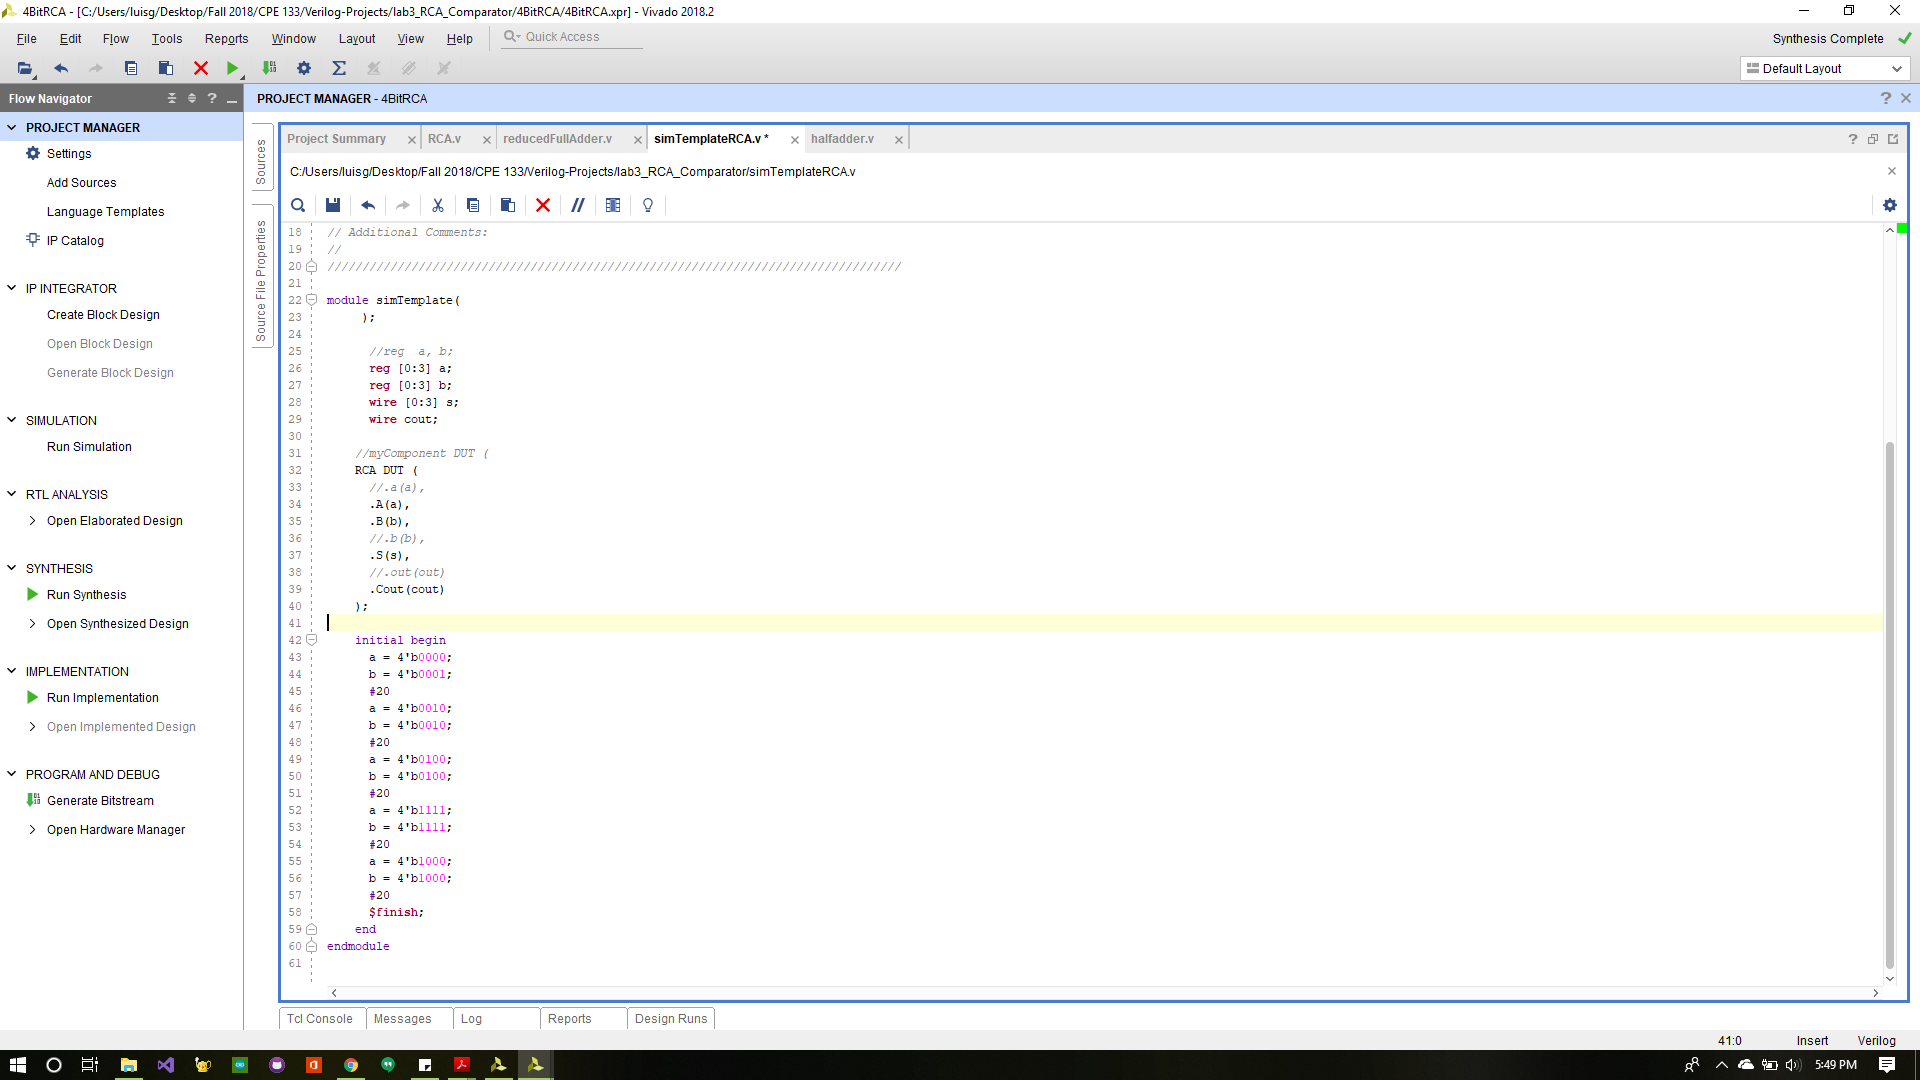 4BitRCA - [C:/Users/luisg/Desktop/Fall 2018/CPE 133/Verilog-Projects/lab3_RCA_Comparator/4BitRCA/4BitRCA.xpr] - Vivado 2018.2
File Edit Flow Tools Reports Window Layout View Help Quick Access
Synthesis Complete
Default Layout
Flow Navigator
PROJECT MANAGER
Settings
Add Sources
Language Templates
IP Catalog
IP INTEGRATOR
Create Block Design
Open Block Design
Generate Block Design
SIMULATION
Run Simulation
RTL ANALYSIS
Open Elaborated Design
SYNTHESIS
Run Synthesis
Open Synthesized Design
IMPLEMENTATION
Run Implementation
Open Implemented Design
PROGRAM AND DEBUG
Generate Bitstream
Open Hardware Manager
PROJECT MANAGER - 4BitRCA
Sources
Source File Properties
Project Summary RCA.v reducedFullAdder.v simTemplateRCA.v * halfadder.v
C:/Users/luisg/Desktop/Fall 2018/CPE 133/Verilog-Projects/lab3_RCA_Comparator/simTemplateRCA.v
18 // Additional Comments:
19 //
20 //////////////////////////////////////////////////////////////////////////////////
21
22 module simTemplate(
23 );
24
25 //reg  a, b;
26 reg [0:3] a;
27 reg [0:3] b;
28 wire [0:3] s;
29 wire cout;
30
31 //myComponent DUT (
32 RCA DUT (
33 //.a(a),
34 .A(a),
35 .B(b),
36 //.b(b),
37 .S(s),
38 //.out(out)
39 .Cout(cout)
40 );
41
42 initial begin
43 a = 4'b0000;
44 b = 4'b0001;
45 #20
46 a = 4'b0010;
47 b = 4'b0010;
48 #20
49 a = 4'b0100;
50 b = 4'b0100;
51 #20
52 a = 4'b1111;
53 b = 4'b1111;
54 #20
55 a = 4'b1000;
56 b = 4'b1000;
57 #20
58 $finish;
59 end
60 endmodule
61
Tcl Console Messages Log Reports Design Runs
41:0 Insert Verilog
5:49 PM